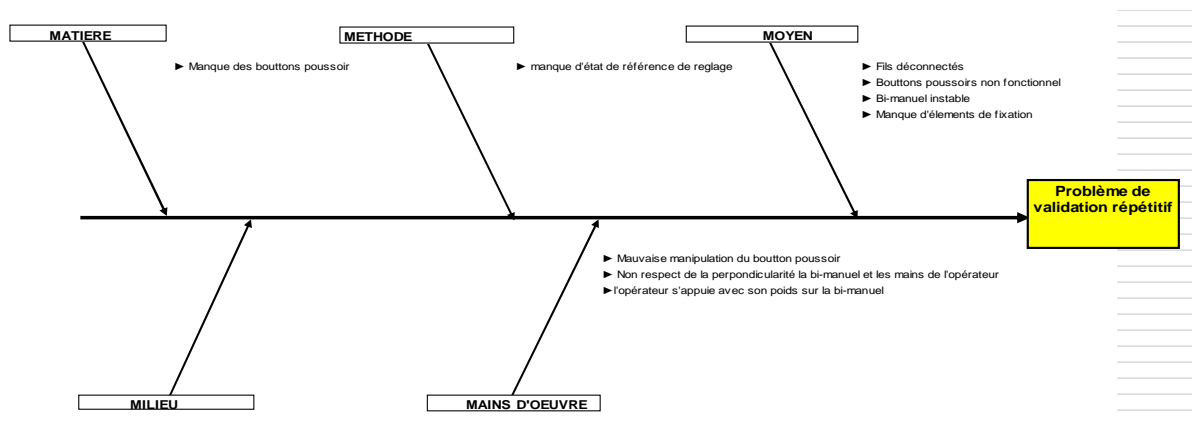 MATIERE
METHODE
MOYEN
► Manque des bouttons poussoir
► manque d'état de référence de reglage
► Fils déconnectés
► Bouttons poussoirs non fonctionnel
► Bi-manuel instable
► Manque d'élements de fixation
Problème de
validation répétitif
► Mauvaise manipulation du boutton poussoir
► Non respect de la perpondicularité la bi-manuel et les mains de l'opérateur
►l'opérateur s'appuie avec son poids sur la bi-manuel
MILIEU
MAINS D'OEUVRE